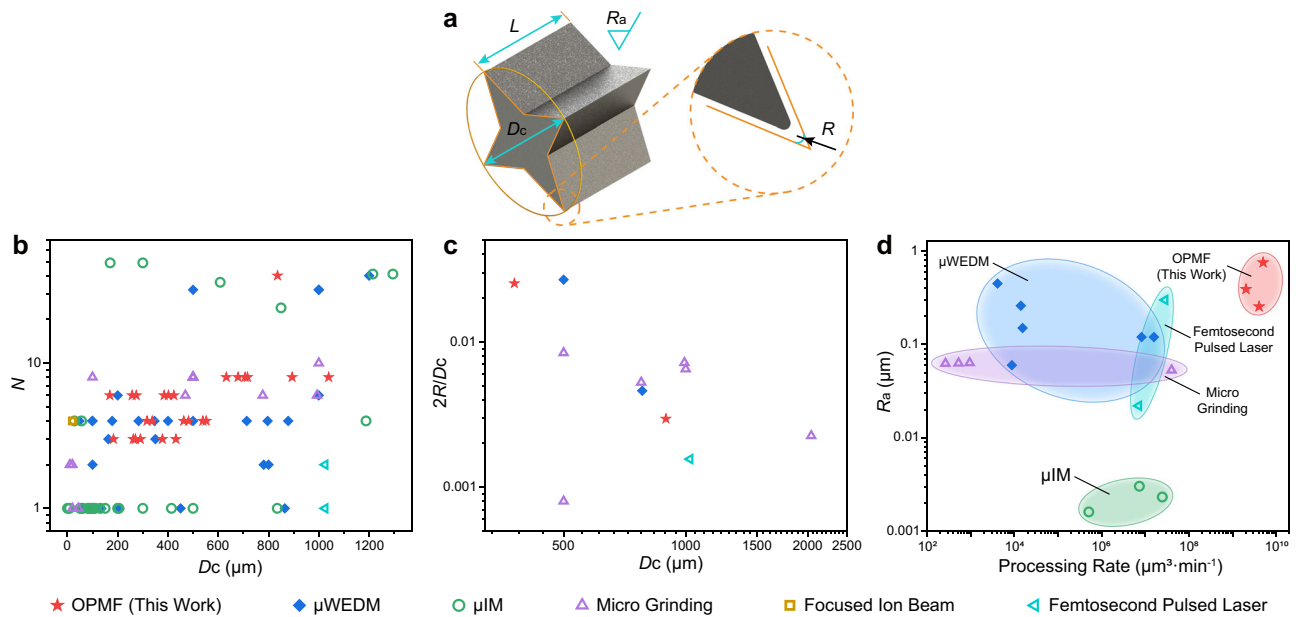 a
L
Ra
Dc
R
b
N
10
1
0
200
400
600
800
1000
1200
Dc (μm)
c
2R/Dc
0.01
0.001
500
1000
2000
2500
Dc (μm)
d
Ra (μm)
1
0.1
0.01
0.001
10²
10⁴
10⁶
10⁸
10¹⁰
Processing Rate (μm³·min⁻¹)
μWEDM
OPMF
(This Work)
Femtosecond
Pulsed Laser
Micro
Grinding
μIM
OPMF (This Work)
μWEDM
μIM
Micro Grinding
Focused Ion Beam
Femtosecond Pulsed Laser